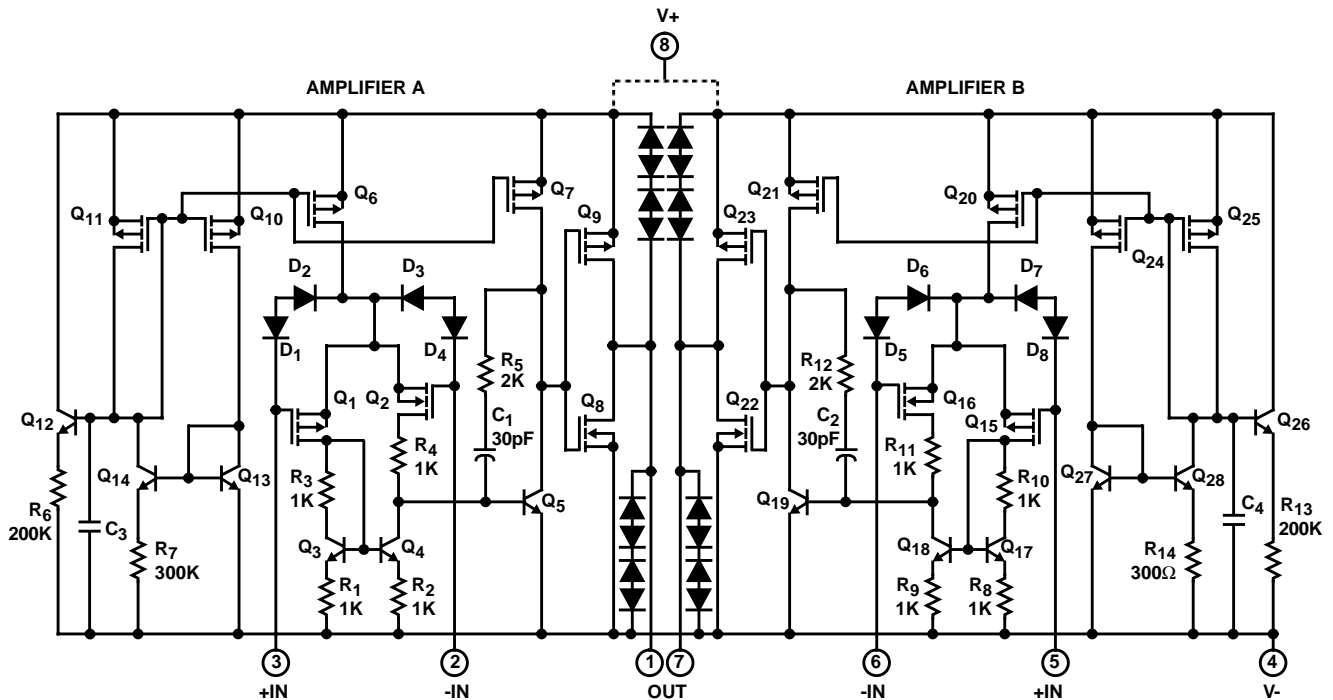 V+
8
AMPLIFIER A
AMPLIFIER B
Q11
Q10
Q6
Q7
Q9
Q21
Q23
Q20
Q24
Q25
D2
D3
D6
D7
D1
D4
D5
D8
R5
2K
R12
2K
Q1
Q2
Q8
Q22
Q16
Q15
C1
30pF
C2
30pF
Q12
Q26
R4
1K
R11
1K
R3
1K
R10
1K
Q14
Q13
Q5
Q19
Q27
Q28
R6
200K
C3
R7
300K
Q3
Q4
Q18
Q17
C4
R13
200K
R14
300Ω
R1
1K
R2
1K
R9
1K
R8
1K
3
2
1
7
6
5
4
+IN
-IN
OUT
-IN
+IN
V-